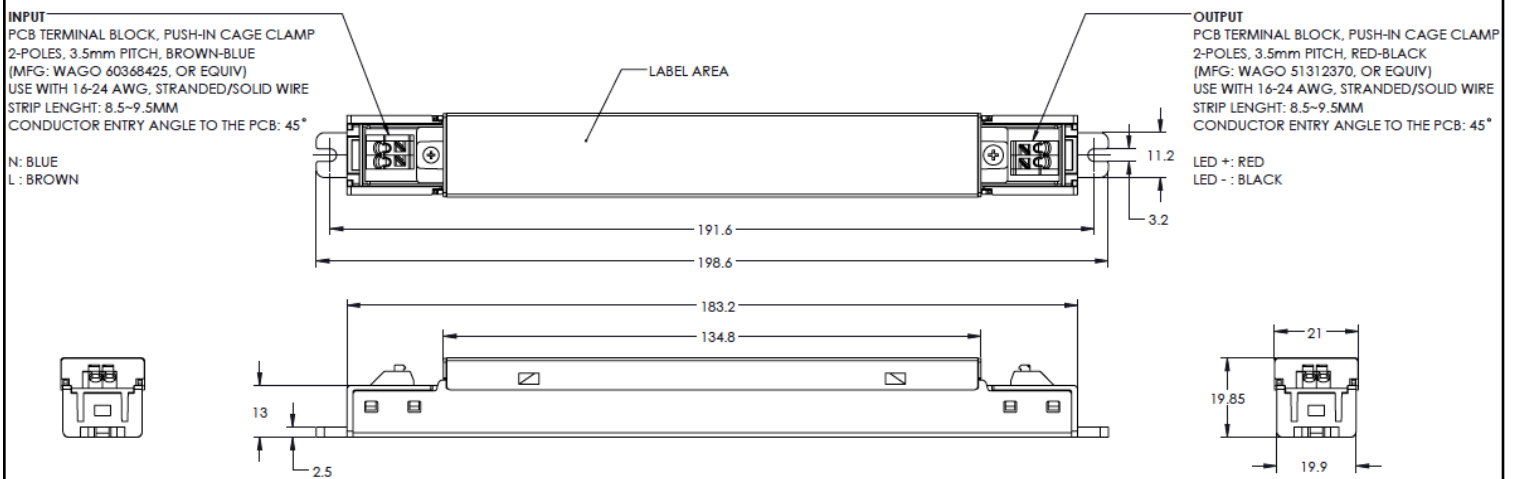 INPUT
PCB TERMINAL BLOCK, PUSH-IN CAGE CLAMP
2-POLES, 3.5mm PITCH, BROWN-BLUE
(MFG: WAGO 60368425, OR EQUIV)
USE WITH 16-24 AWG, STRANDED/SOLID WIRE
STRIP LENGHT: 8.5~9.5MM
CONDUCTOR ENTRY ANGLE TO THE PCB: 45°
N: BLUE
L : BROWN
LABEL AREA
OUTPUT
PCB TERMINAL BLOCK, PUSH-IN CAGE CLAMP
2-POLES, 3.5mm PITCH, RED-BLACK
(MFG: WAGO 51312370, OR EQUIV)
USE WITH 16-24 AWG, STRANDED/SOLID WIRE
STRIP LENGHT: 8.5~9.5MM
CONDUCTOR ENTRY ANGLE TO THE PCB: 45°
LED +: RED
LED - : BLACK
11.2
3.2
191.6
198.6
183.2
134.8
13
2.5
21
19.85
19.9